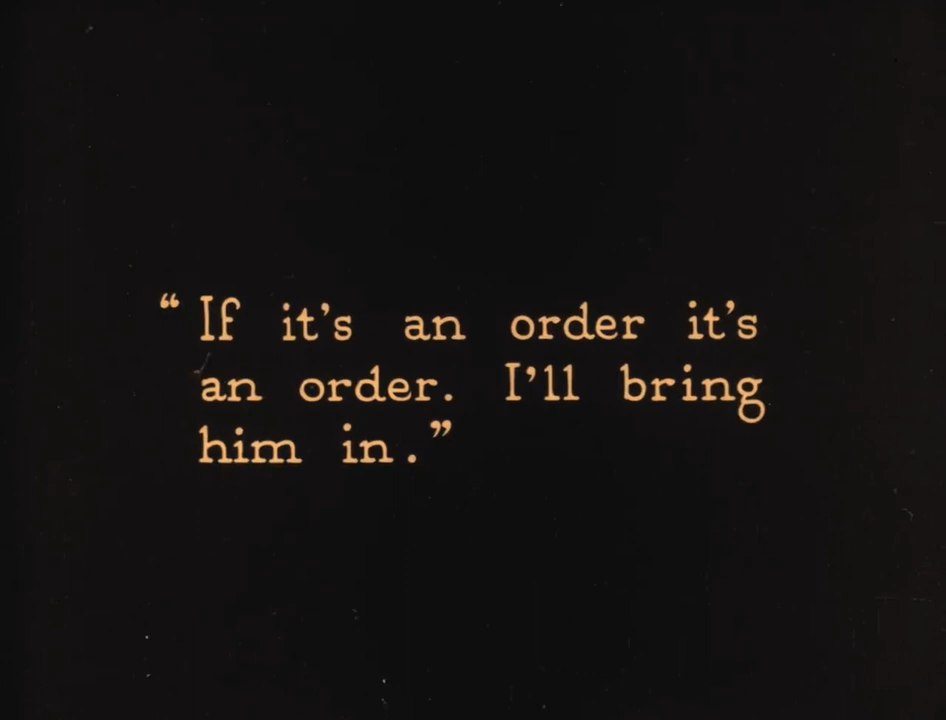 “If it’s an order it’s
an order. I’ll bring
him in.”